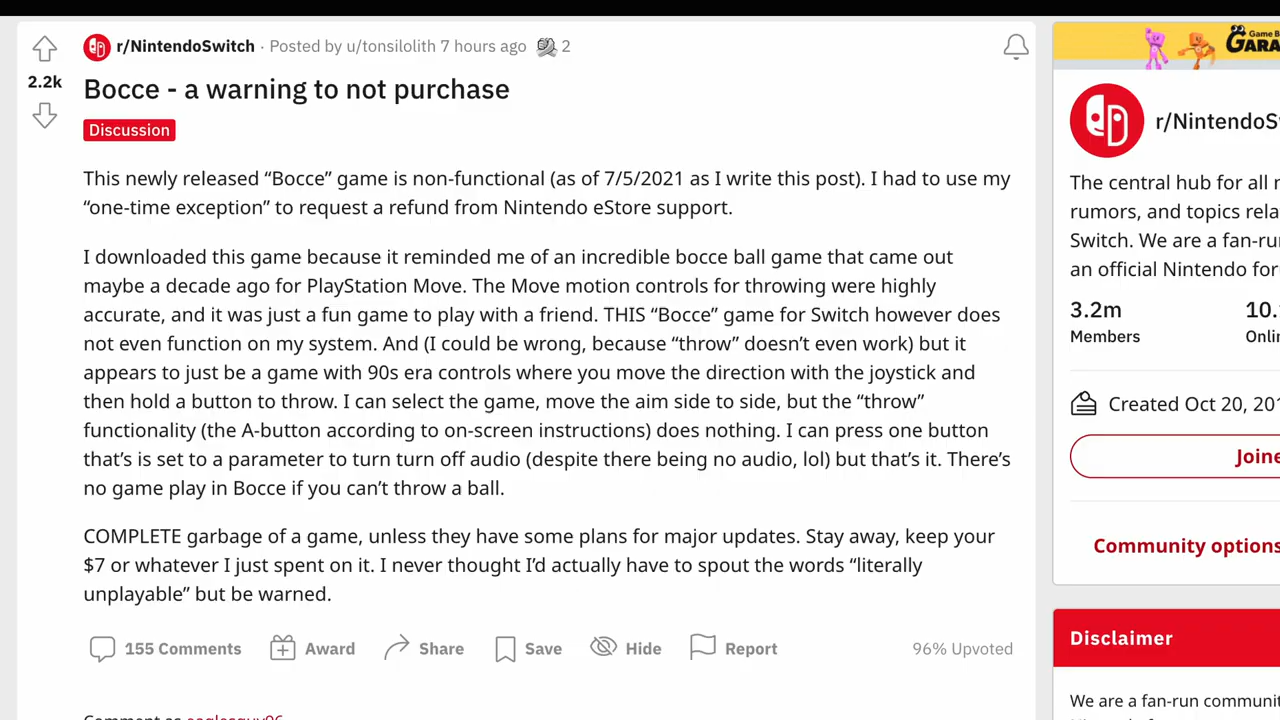 r/NintendoSwitch · Posted by u/tonsilolith 7 hours ago 2
2.2k
Bocce - a warning to not purchase
Discussion
This newly released “Bocce” game is non-functional (as of 7/5/2021 as I write this post). I had to use my
“one-time exception” to request a refund from Nintendo eStore support.
I downloaded this game because it reminded me of an incredible bocce ball game that came out
maybe a decade ago for PlayStation Move. The Move motion controls for throwing were highly
accurate, and it was just a fun game to play with a friend. THIS “Bocce” game for Switch however does
not even function on my system. And (I could be wrong, because “throw” doesn’t even work) but it
appears to just be a game with 90s era controls where you move the direction with the joystick and
then hold a button to throw. I can select the game, move the aim side to side, but the “throw”
functionality (the A-button according to on-screen instructions) does nothing. I can press one button
that’s is set to a parameter to turn turn off audio (despite there being no audio, lol) but that’s it. There’s
no game play in Bocce if you can’t throw a ball.
COMPLETE garbage of a game, unless they have some plans for major updates. Stay away, keep your
$7 or whatever I just spent on it. I never thought I’d actually have to spout the words “literally
unplayable” but be warned.
155 Comments Award Share Save Hide Report 96% Upvoted
Comment as
Game B
GARA
r/NintendoS
The central hub for all
rumors, and topics rela
Switch. We are a fan-ru
an official Nintendo for
3.2m 10.
Members Onli
Created Oct 20, 201
Joine
Community options
Disclaimer
We are a fan-run communit